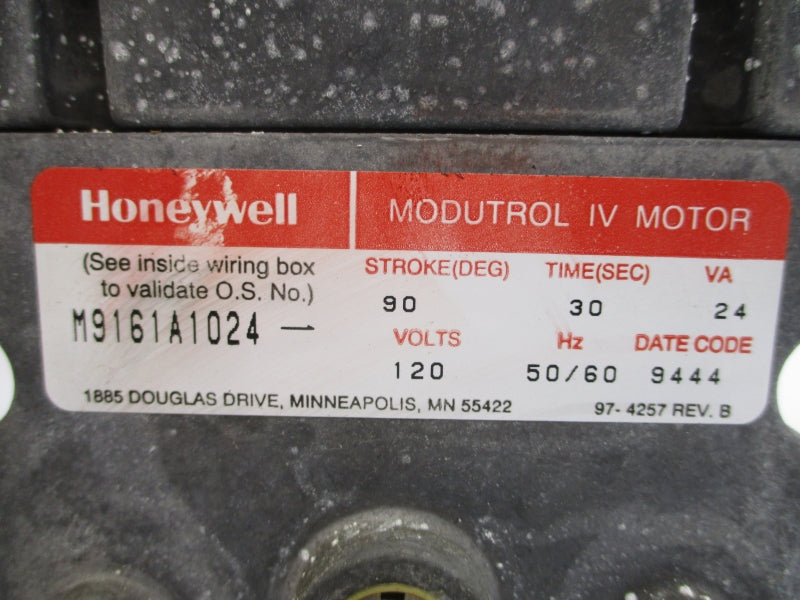 Honeywell MODUTROL IV MOTOR
(See inside wiring box
to validate O.S. No.)
M9161A1024 —
STROKE(DEG) TIME(SEC) VA
90 30 24
VOLTS Hz DATE CODE
120 50/60 9444
1885 DOUGLAS DRIVE, MINNEAPOLIS, MN 55422 97-4257 REV. B